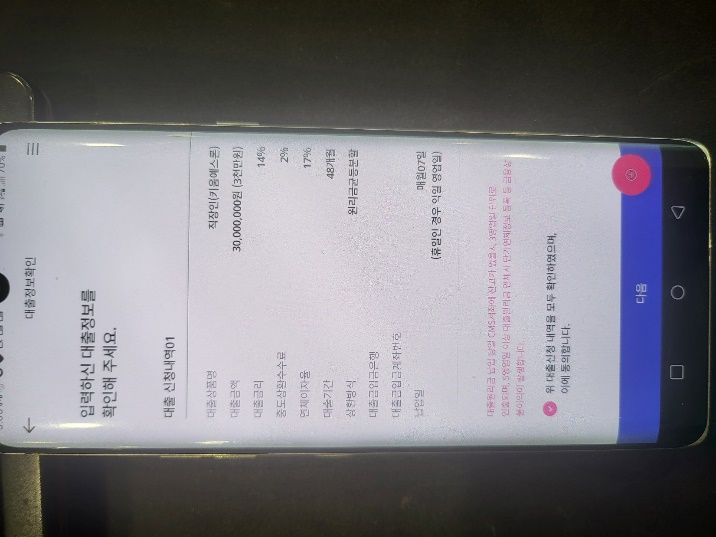 대출정보확인
입력하신 대출정보를
확인해 주세요.
대출 신청내역01
대출상품명 직장인(키움예스론)
대출금액 30,000,000원 (3천만원)
대출금리 14%
중도상환수수료 2%
연체이자율 17%
대출기간 48개월
상환방식 원리금균등분할
대출금입금은행
대출금입금계좌번호
납입일 매월07일
(휴일인 경우 익일 영업일)
위 대출신청 내역을 모두 확인하였으며,
이에 동의합니다.
다음